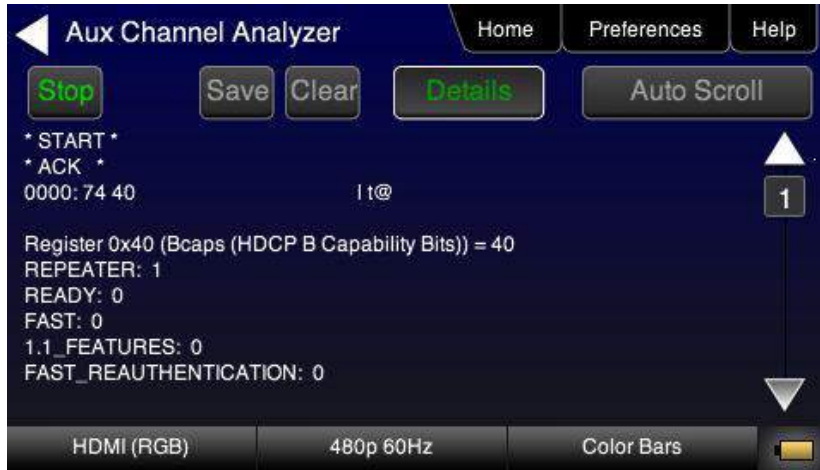 Aux Channel Analyzer Home Preferences Help
Stop Save Clear Details Auto Scroll
* START *
* ACK *
0000: 74 40 | t@
1
Register 0x40 (Bcaps (HDCP B Capability Bits)) = 40
REPEATER: 1
READY: 0
FAST: 0
1.1_FEATURES: 0
FAST_REAUTHENTICATION: 0
HDMI (RGB) 480p 60Hz Color Bars